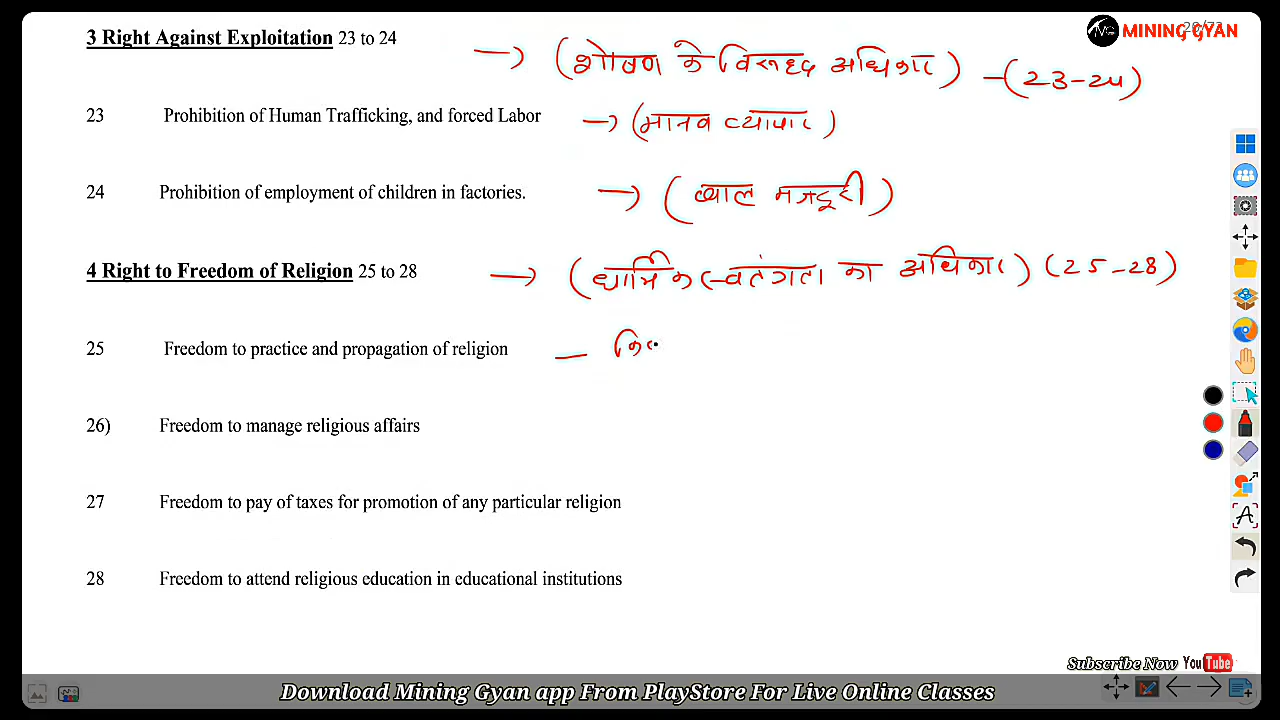 MINING GYAN
3 Right Against Exploitation 23 to 24 → (शोषण के विरूध्द अधिकार) - (23-24)
23 Prohibition of Human Trafficking, and forced Labor → (मानव व्यापार)
24 Prohibition of employment of children in factories. → (ब्याल मजदूरी)
4 Right to Freedom of Religion 25 to 28 → (धार्मिक स्वतंत्रता का अधिकार) (25-28)
25 Freedom to practice and propagation of religion —
26) Freedom to manage religious affairs
27 Freedom to pay of taxes for promotion of any particular religion
28 Freedom to attend religious education in educational institutions
Subscribe Now YouTube
Download Mining Gyan app From PlayStore For Live Online Classes